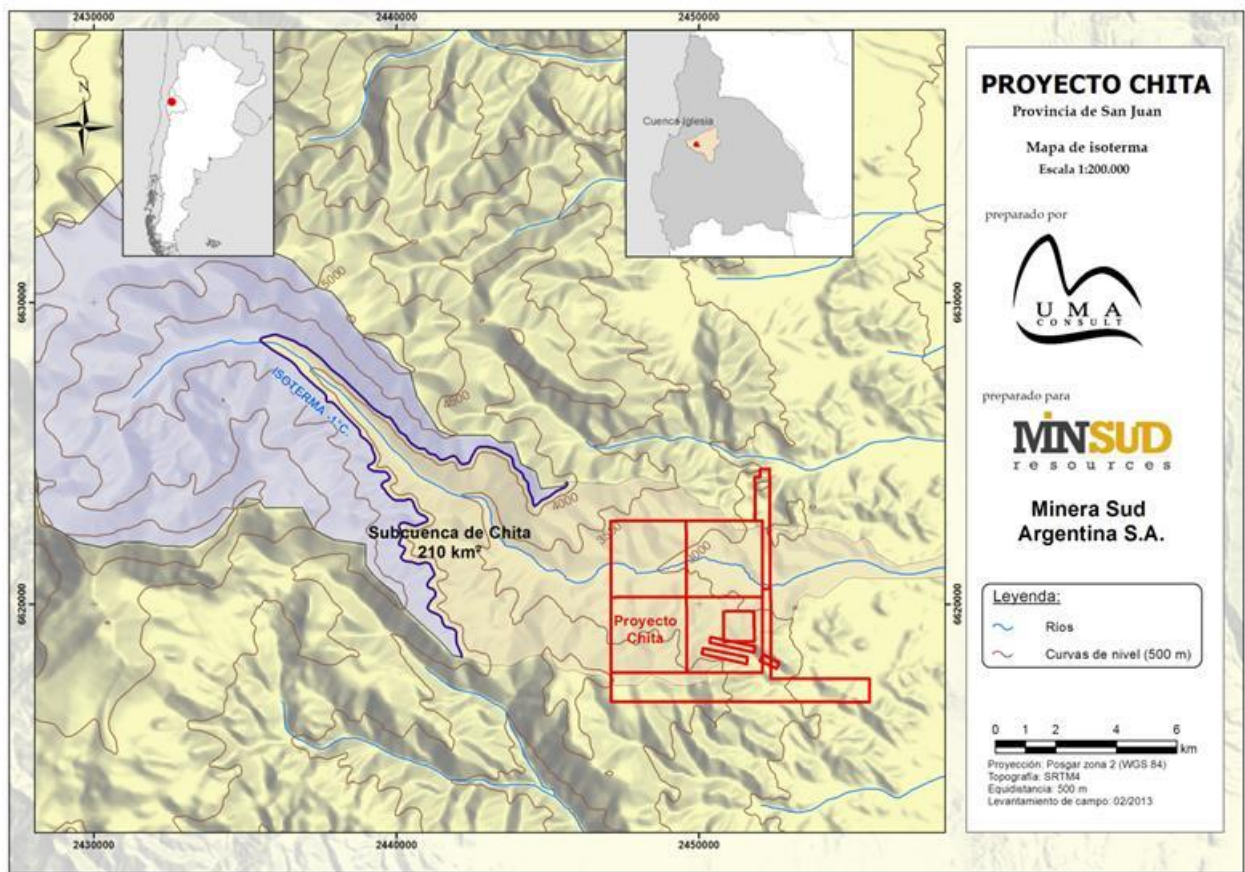 2430000
2440000
2450000
N
Cuenca Iglesia
5000
6630000
6630000
ISOTERMA -1°C.
4500
4000
3500
3000
Subcuenca de Chita
210 km²
6620000
6620000
Proyecto
Chita
2430000
2440000
2450000
PROYECTO CHITA
Provincia de San Juan
Mapa de isoterma
Escala 1:200.000
preparado por
UMA
CONSULT
preparado para
MINSUD
resources
Minera Sud
Argentina S.A.
Leyenda:
Ríos
Curvas de nivel (500 m)
0 1 2 4 6
km
Proyección: Posgar zona 2 (WGS 84)
Topografía: SRTM4
Equidistancia: 500 m
Levantamiento de campo: 02/2013